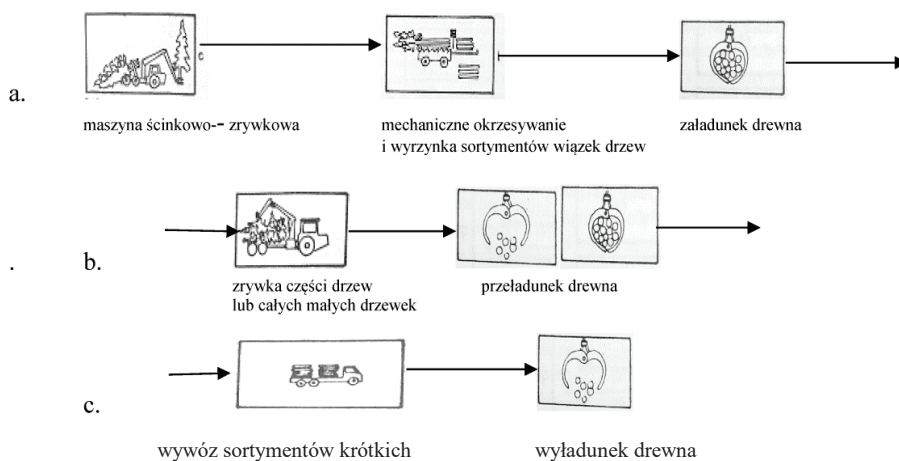 a.
maszyna ścinkowo-- zrywkowa
mechaniczne okrzesywanie
i wyrzynka sortymentów wiązek drzew
załadunek drewna
. b.
zrywka części drzew
lub całych małych drzewek
przeładunek drewna
c.
wywóz sortymentów krótkich
wyładunek drewna